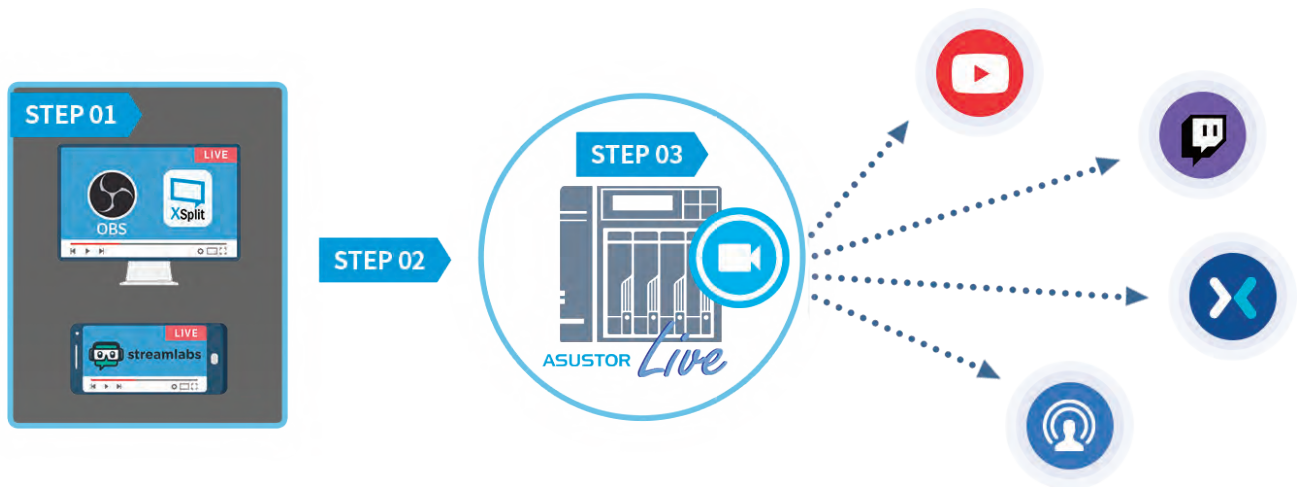 STEP 01
LIVE
OBS
XSplit
LIVE
streamlabs
STEP 02
STEP 03
ASUSTOR Live